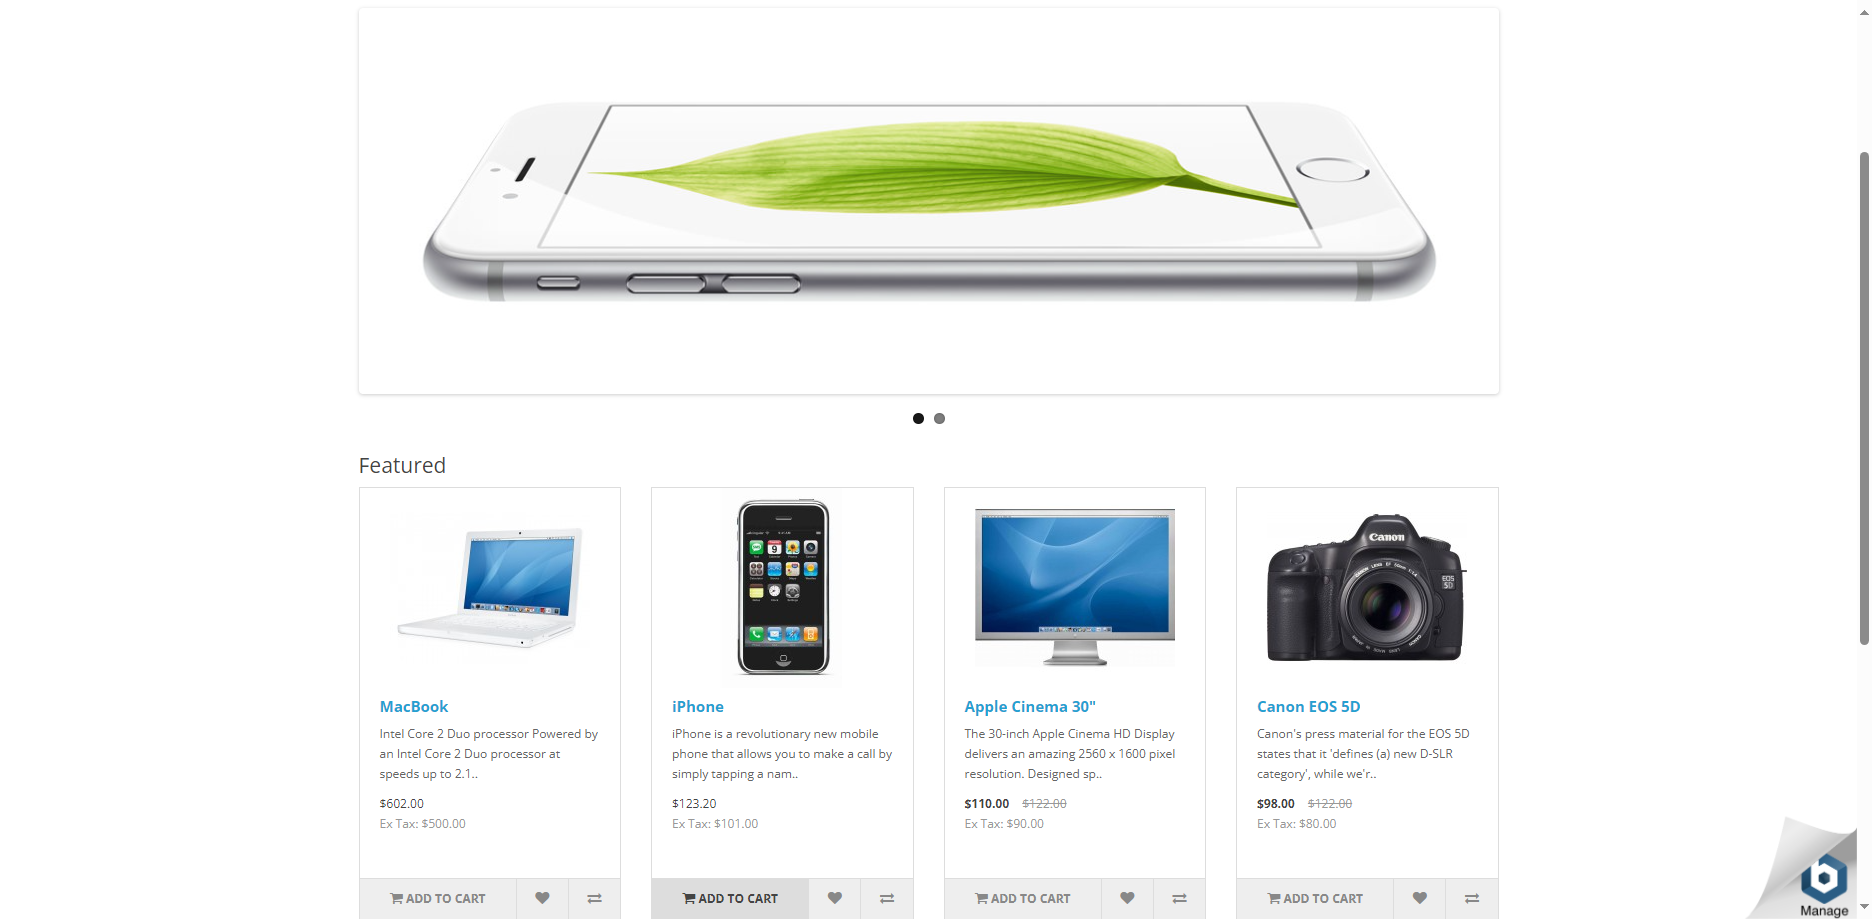 Featured
MacBook
Intel Core 2 Duo processor Powered by
an Intel Core 2 Duo processor at
speeds up to 2.1..
$602.00
Ex Tax: $500.00
ADD TO CART
iPhone
iPhone is a revolutionary new mobile
phone that allows you to make a call by
simply tapping a nam..
$123.20
Ex Tax: $101.00
ADD TO CART
Apple Cinema 30"
The 30-inch Apple Cinema HD Display
delivers an amazing 2560 x 1600 pixel
resolution. Designed sp..
$110.00 $122.00
Ex Tax: $90.00
ADD TO CART
Canon
EOS
5D
Canon EOS 5D
Canon's press material for the EOS 5D
states that it 'defines (a) new D-SLR
category', while we'r..
$98.00 $122.00
Ex Tax: $80.00
ADD TO CART
Manage